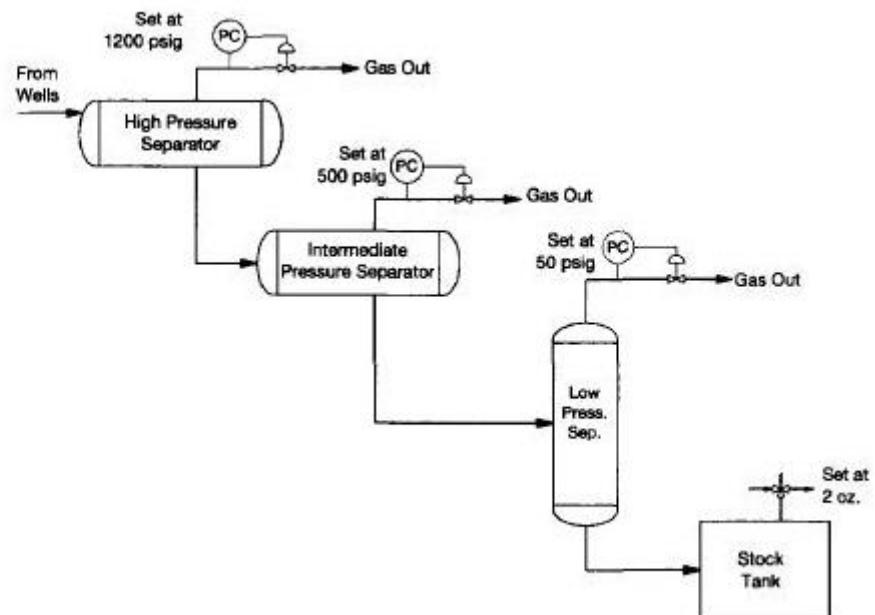 Set at
1200 psig
PC
Gas Out
From
Wells
High Pressure
Separator
Set at
500 psig
PC
Gas Out
Intermediate
Pressure Separator
Set at
50 psig
PC
Gas Out
Low
Press.
Sep.
Set at
2 oz.
Stock
Tank